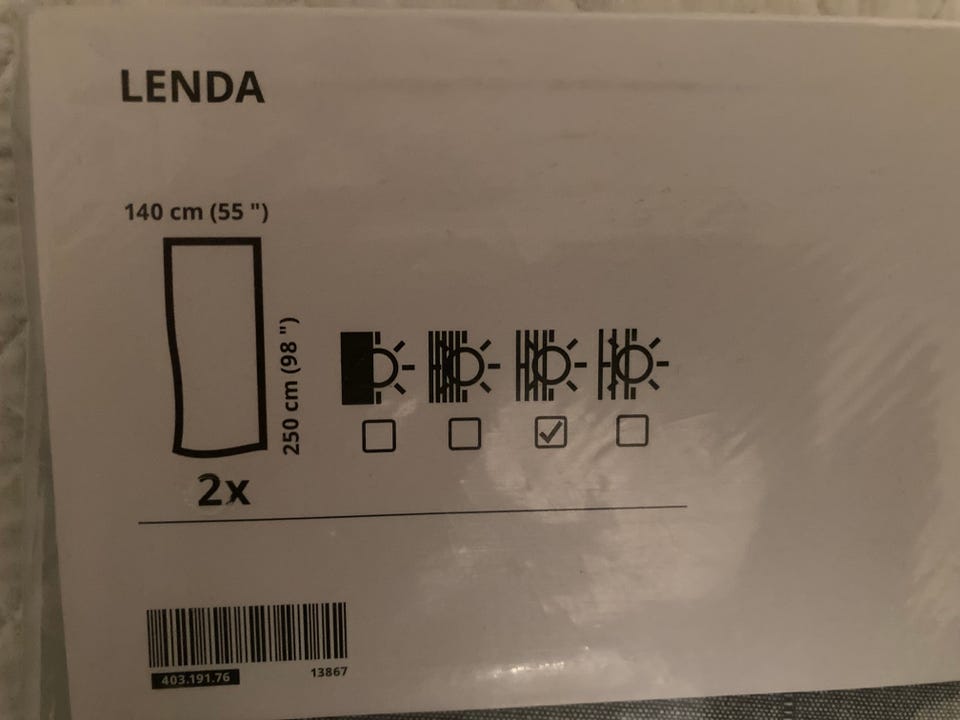 LENDA
140 cm (55 ")
250 cm (98 ")
2x
403.191.76
13867